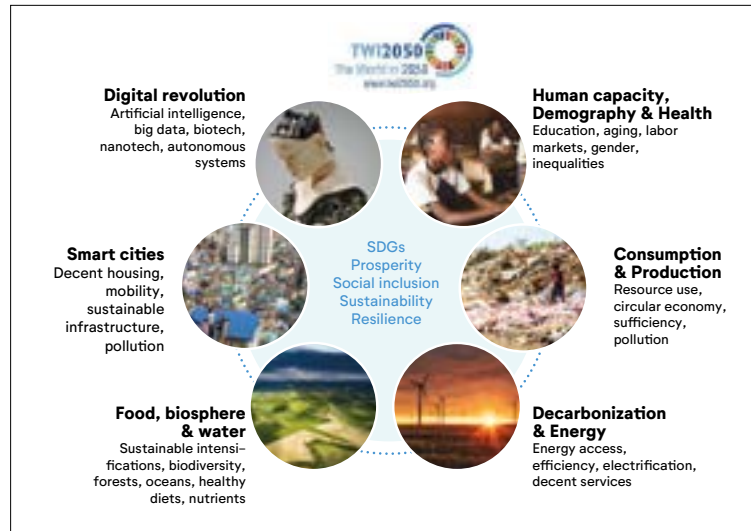 TWI2050
The World in 2050
www.twi2050.org
Digital revolution
Artificial intelligence,
big data, biotech,
nanotech, autonomous
systems
Human capacity,
Demography & Health
Education, aging, labor
markets, gender,
inequalities
Smart cities
Decent housing,
mobility,
sustainable
infrastructure,
pollution
SDGs
Prosperity
Social inclusion
Sustainability
Resilience
Consumption
& Production
Resource use,
circular economy,
sufficiency,
pollution
Food, biosphere
& water
Sustainable intensi-
fications, biodiversity,
forests, oceans, healthy
diets, nutrients
Decarbonization
& Energy
Energy access,
efficiency, electrification,
decent services